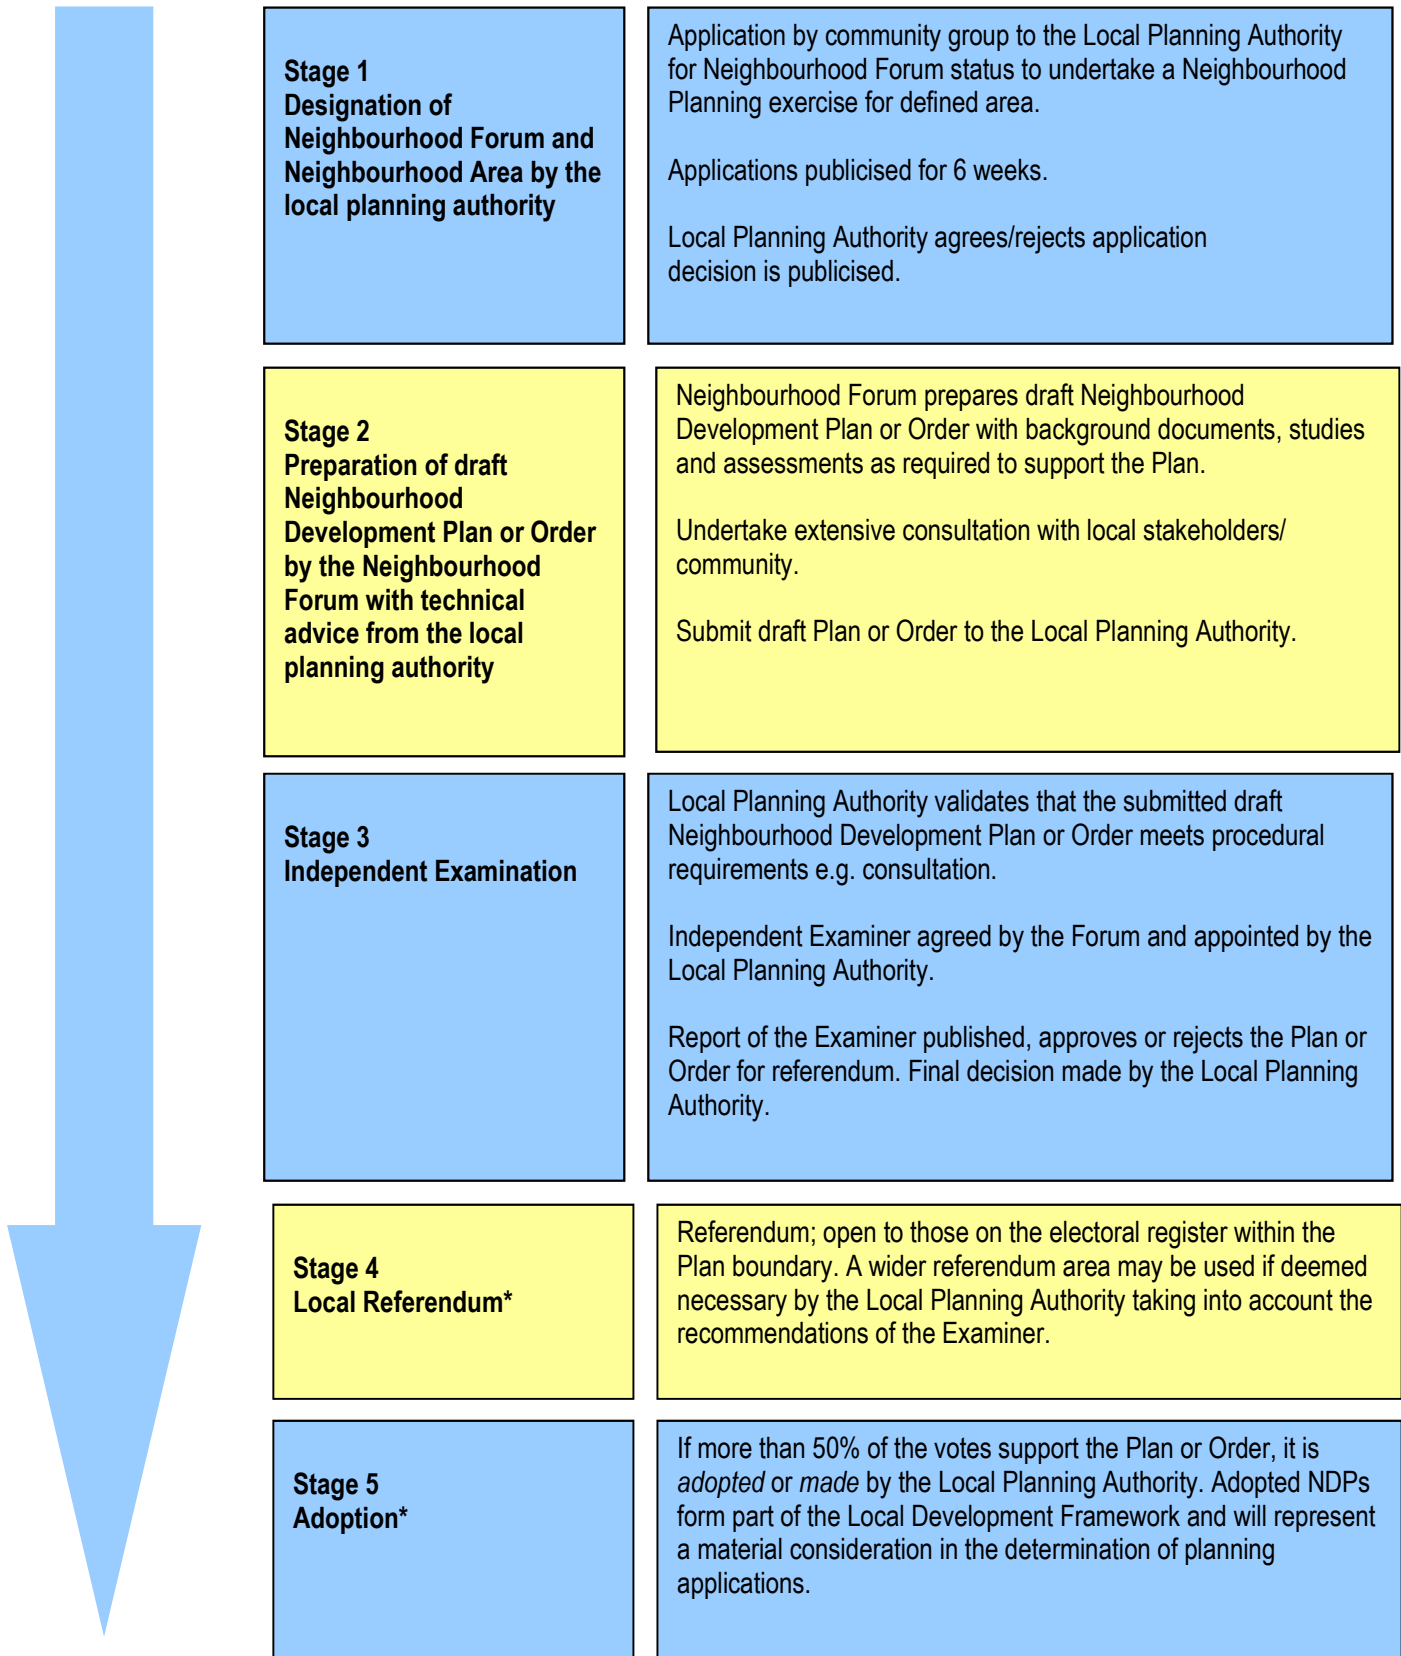 Stage 1
Designation of
Neighbourhood Forum and
Neighbourhood Area by the
local planning authority
Application by community group to the Local Planning Authority
for Neighbourhood Forum status to undertake a Neighbourhood
Planning exercise for defined area.
Applications publicised for 6 weeks.
Local Planning Authority agrees/rejects application
decision is publicised.
Stage 2
Preparation of draft
Neighbourhood
Development Plan or Order
by the Neighbourhood
Forum with technical
advice from the local
planning authority
Neighbourhood Forum prepares draft Neighbourhood
Development Plan or Order with background documents, studies
and assessments as required to support the Plan.
Undertake extensive consultation with local stakeholders/
community.
Submit draft Plan or Order to the Local Planning Authority.
Stage 3
Independent Examination
Local Planning Authority validates that the submitted draft
Neighbourhood Development Plan or Order meets procedural
requirements e.g. consultation.
Independent Examiner agreed by the Forum and appointed by the
Local Planning Authority.
Report of the Examiner published, approves or rejects the Plan or
Order for referendum. Final decision made by the Local Planning
Authority.
Stage 4
Local Referendum*
Referendum; open to those on the electoral register within the
Plan boundary. A wider referendum area may be used if deemed
necessary by the Local Planning Authority taking into account the
recommendations of the Examiner.
Stage 5
Adoption*
If more than 50% of the votes support the Plan or Order, it is
adopted or made by the Local Planning Authority. Adopted NDPs
form part of the Local Development Framework and will represent
a material consideration in the determination of planning
applications.